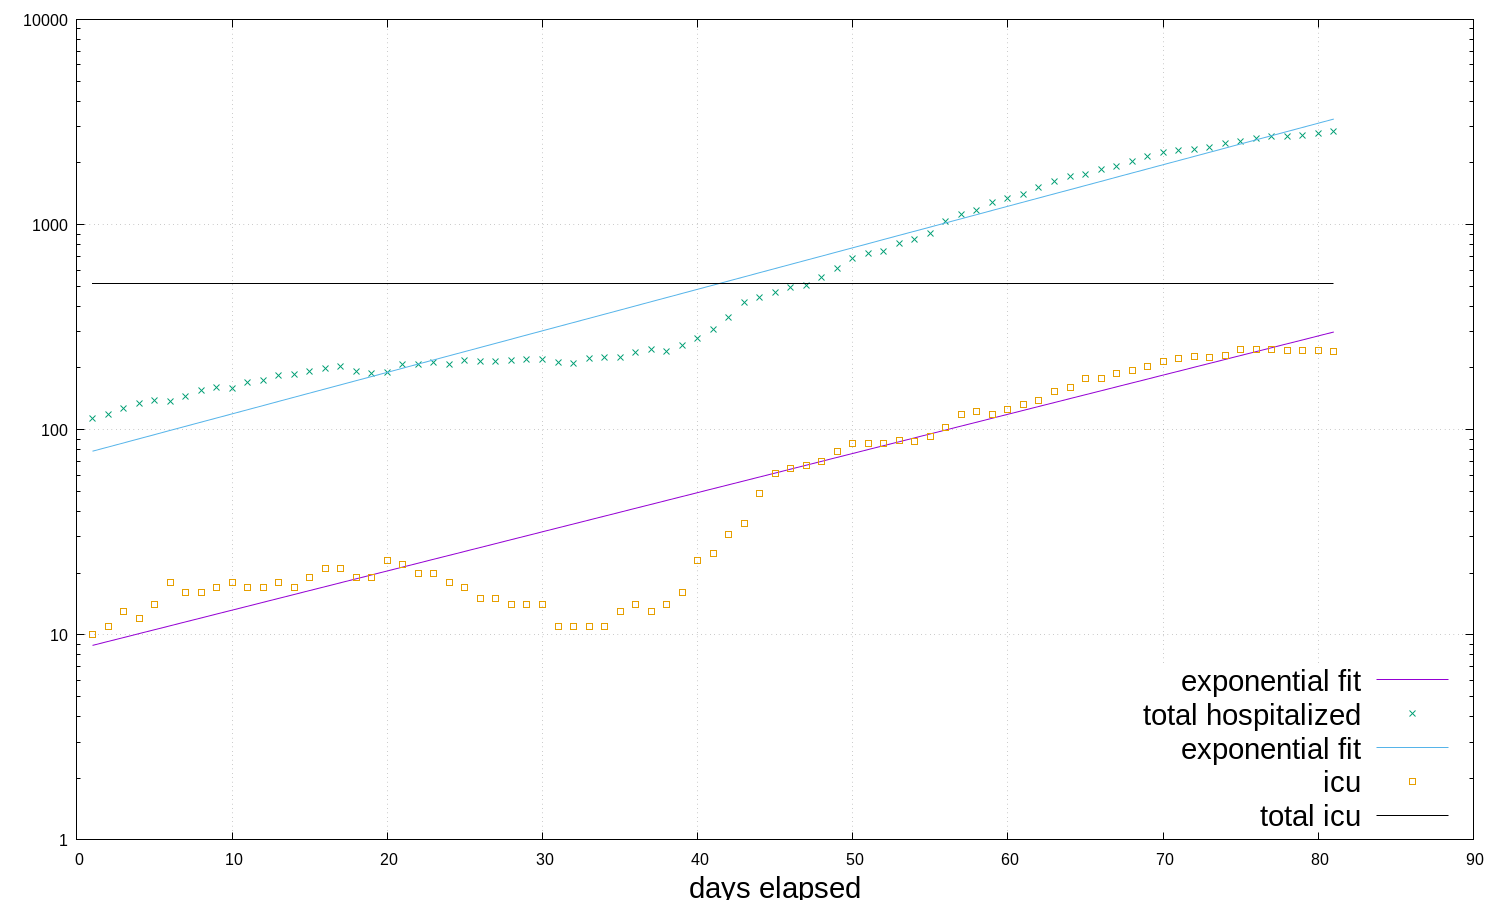 10000
1000
100
10
1
0 10 20 30 40 50 60 70 80 90
days elapsed
exponential fit
total hospitalized
exponential fit
icu
total icu